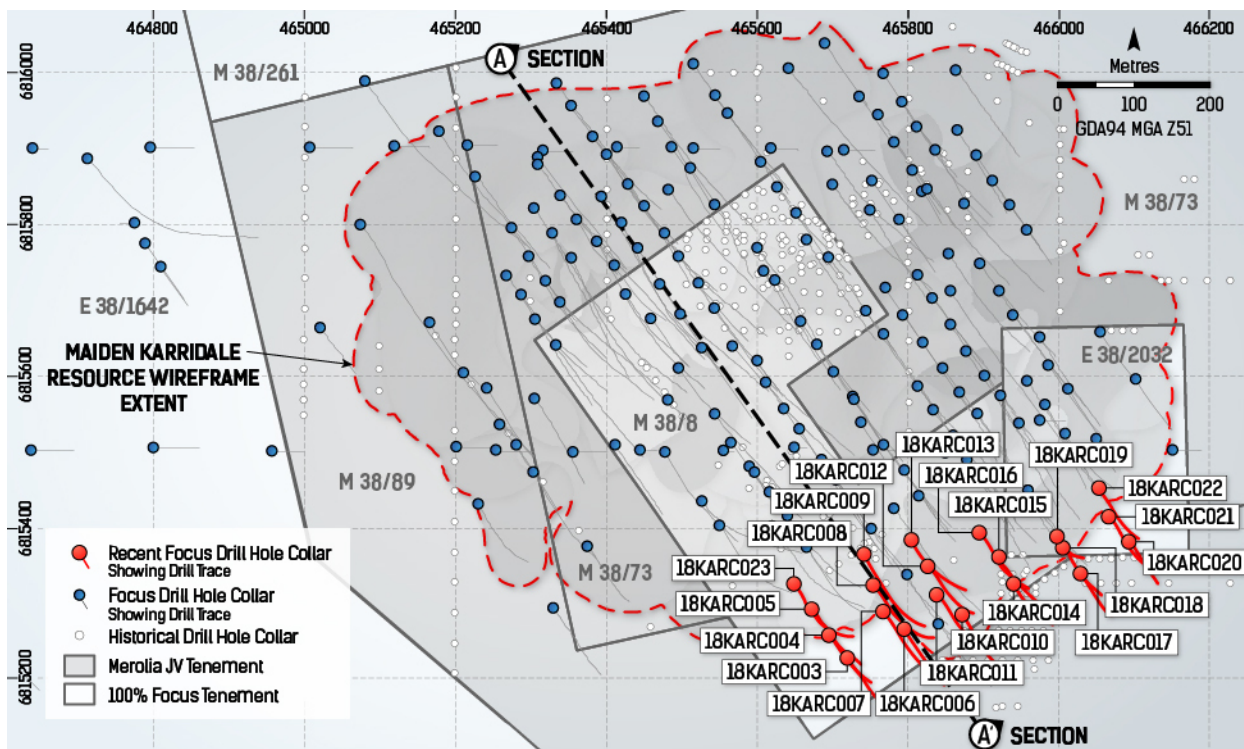 464800
465000
465200
465400
465600
465800
466000
466200
6816000
6815800
6815600
6815400
6815200
A
SECTION
Metres
0
100
200
GDA94 MGA Z51
M 38/261
M 38/73
E 38/1642
MAIDEN KARRIDALE
RESOURCE WIREFRAME
EXTENT
E 38/2032
M 38/8
M 38/89
M 38/73
18KARC013
18KARC012
18KARC016
18KARC019
18KARC009
18KARC015
18KARC022
18KARC008
18KARC021
18KARC023
18KARC020
18KARC005
18KARC014
18KARC018
18KARC004
18KARC010
18KARC017
18KARC003
18KARC011
18KARC007
18KARC006
A'
SECTION
Recent Focus Drill Hole Collar
Showing Drill Trace
Focus Drill Hole Collar
Showing Drill Trace
Historical Drill Hole Collar
Merolia JV Tenement
100% Focus Tenement